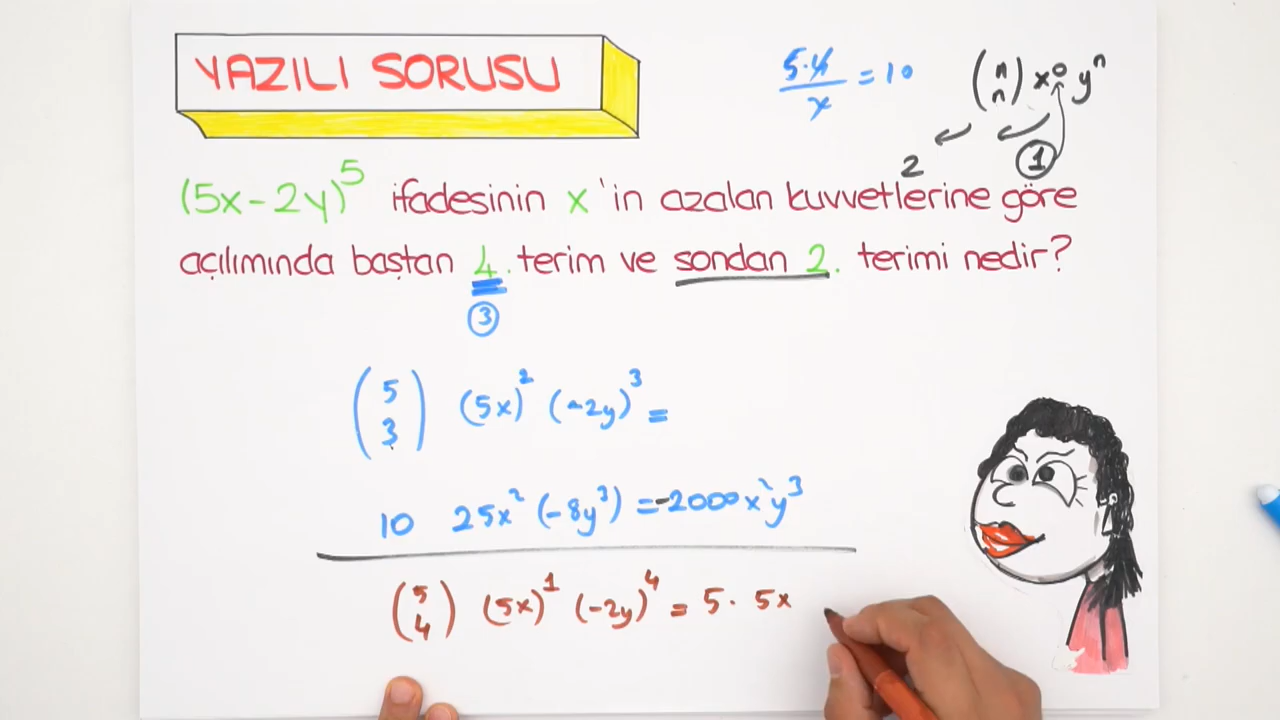 YAZILI SORUSU
5·4/x = 10
(n n) x⁰ yⁿ
2 1
(5x-2y)⁵ ifadesinin x'in azalan kuvvetlerine göre
açılımında baştan 4. terim ve sondan 2. terimi nedir?
3
(5 3) (5x)² (-2y)³ =
10 25x² (-8y³) = -2000x²y³
(5 4) (5x)¹ (-2y)⁴ = 5. 5x